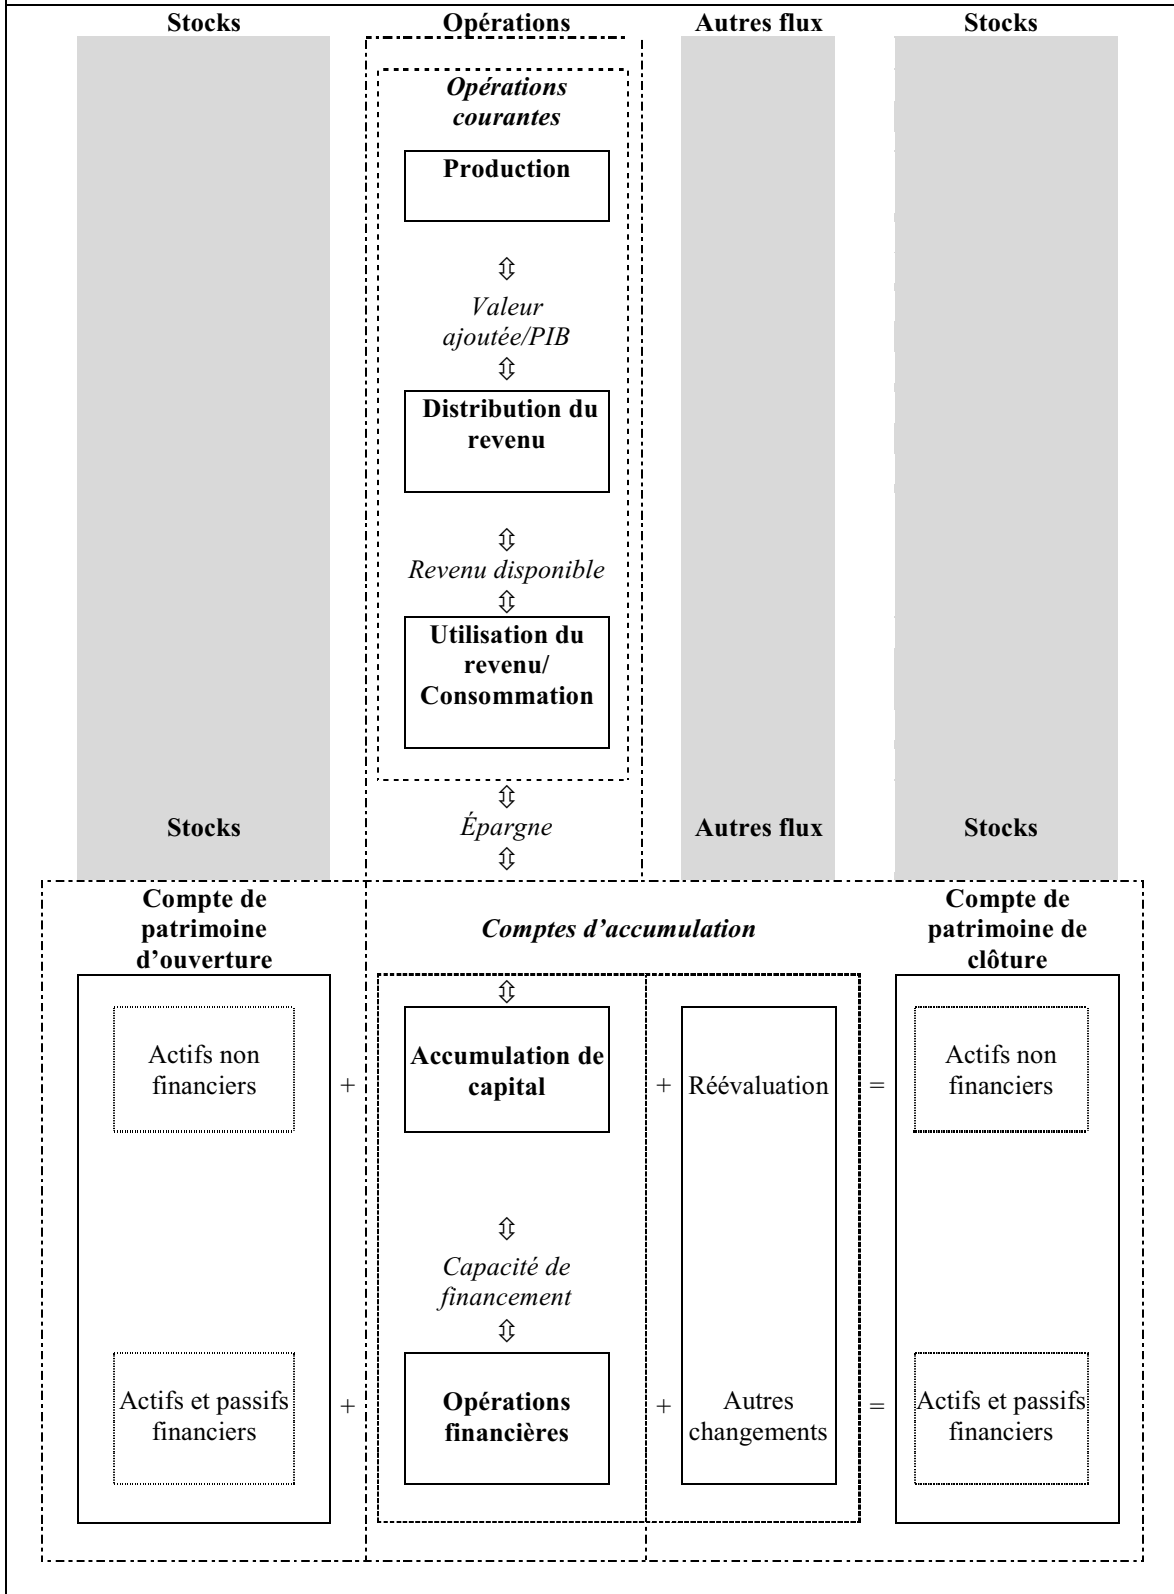 Stocks Opérations Autres flux Stocks
Opérations
courantes
Production
⇳
Valeur
ajoutée/PIB
⇳
Distribution du
revenu
⇳
Revenu disponible
⇳
Utilisation du
revenu/
Consommation
⇳
Stocks Épargne Autres flux Stocks
⇳
Compte de
patrimoine
d’ouverture
Comptes d’accumulation
Compte de
patrimoine de
clôture
⇳
Actifs non
financiers
+
Accumulation de
capital
+
Réévaluation
=
Actifs non
financiers
⇳
Capacité de
financement
⇳
Actifs et passifs
financiers
+
Opérations
financières
+
Autres
changements
=
Actifs et passifs
financiers